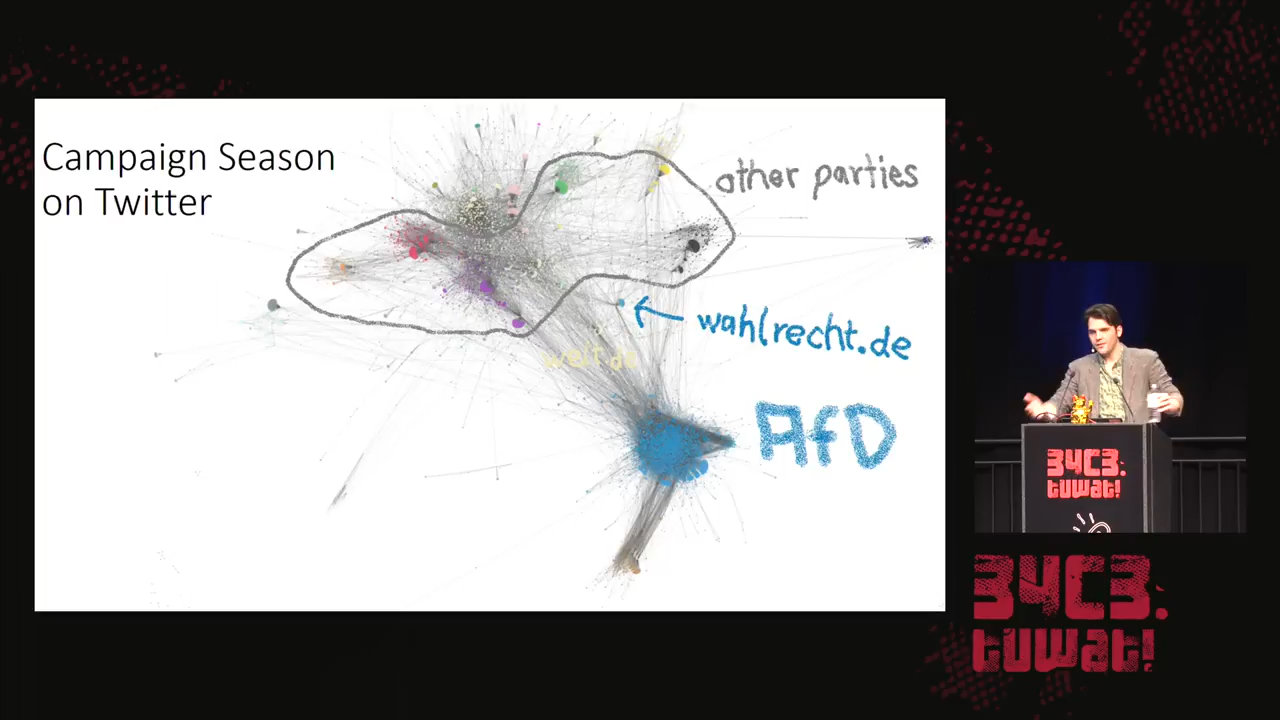 Campaign Season
on Twitter
other parties
wahlrecht.de
welt.de
AfD
34C3.
tuwat!
34C3.
tuwat!